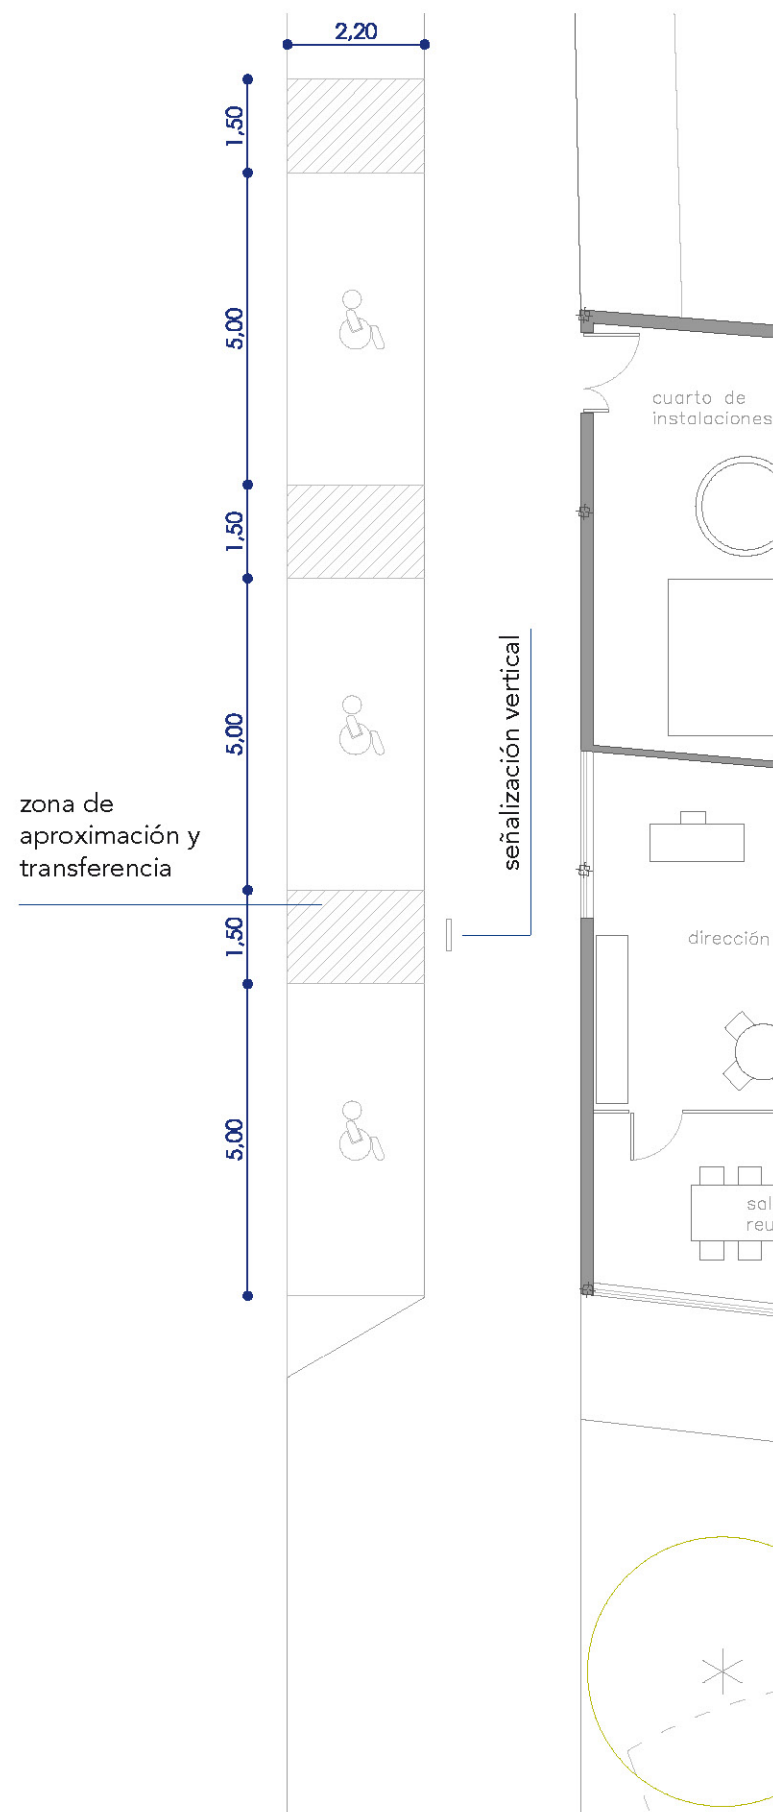 2,20
1,50
5,00
cuarto de
instalaciones
1,50
señalización vertical
5,00
zona de
aproximación y
transferencia
1,50
dirección
5,00